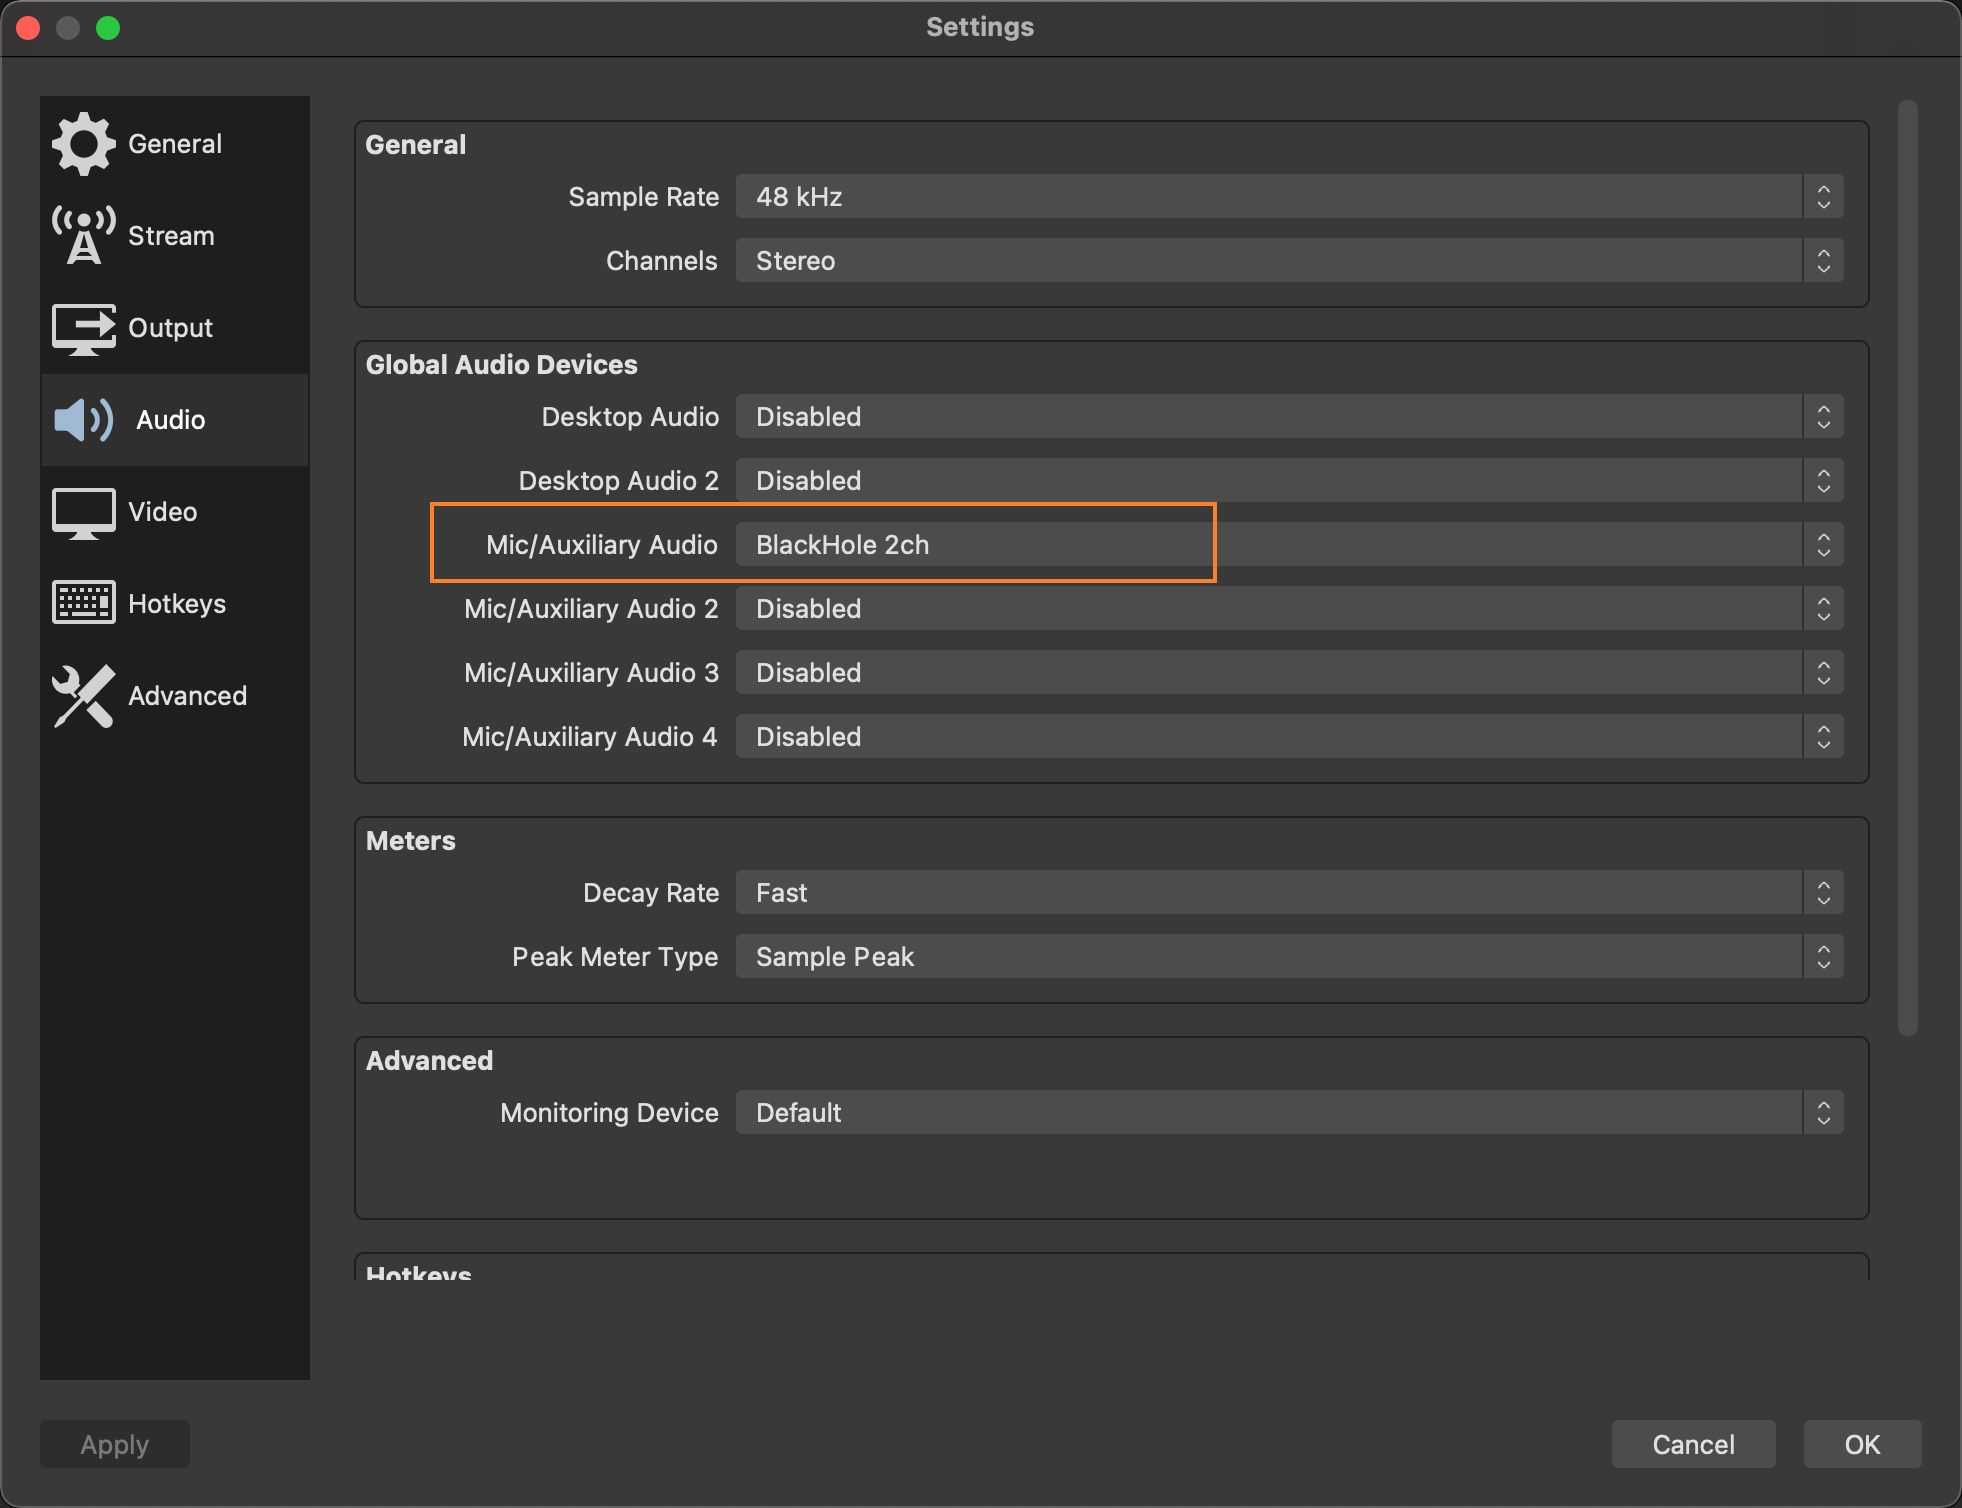 Settings
General
Stream
Output
Audio
Video
Hotkeys
Advanced
General
Sample Rate 48 kHz
Channels Stereo
Global Audio Devices
Desktop Audio Disabled
Desktop Audio 2 Disabled
Mic/Auxiliary Audio BlackHole 2ch
Mic/Auxiliary Audio 2 Disabled
Mic/Auxiliary Audio 3 Disabled
Mic/Auxiliary Audio 4 Disabled
Meters
Decay Rate Fast
Peak Meter Type Sample Peak
Advanced
Monitoring Device Default
Hotkeys
Apply Cancel OK